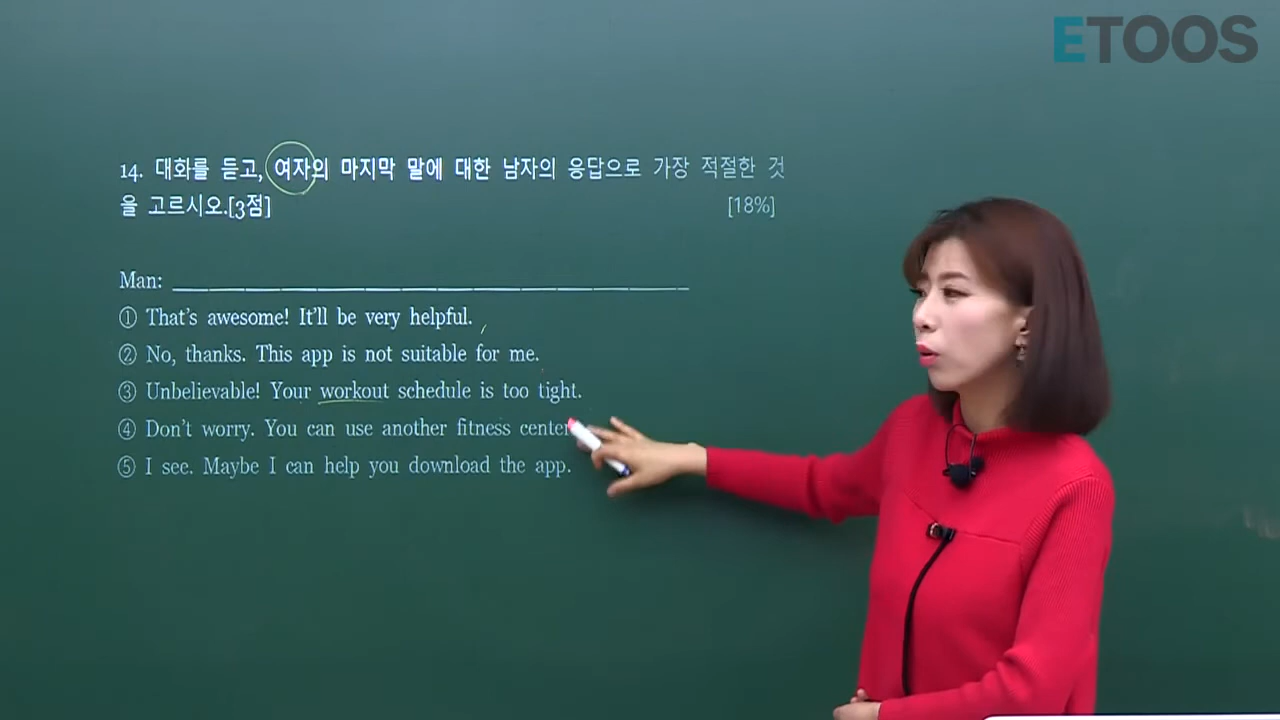 ETOOS
14. 대화를 듣고, 여자의 마지막 말에 대한 남자의 응답으로 가장 적절한 것
을 고르시오.[3점] [18%]
Man:
① That's awesome! It'll be very helpful.
② No, thanks. This app is not suitable for me.
③ Unbelievable! Your workout schedule is too tight.
④ Don't worry. You can use another fitness center
⑤ I see. Maybe I can help you download the app.